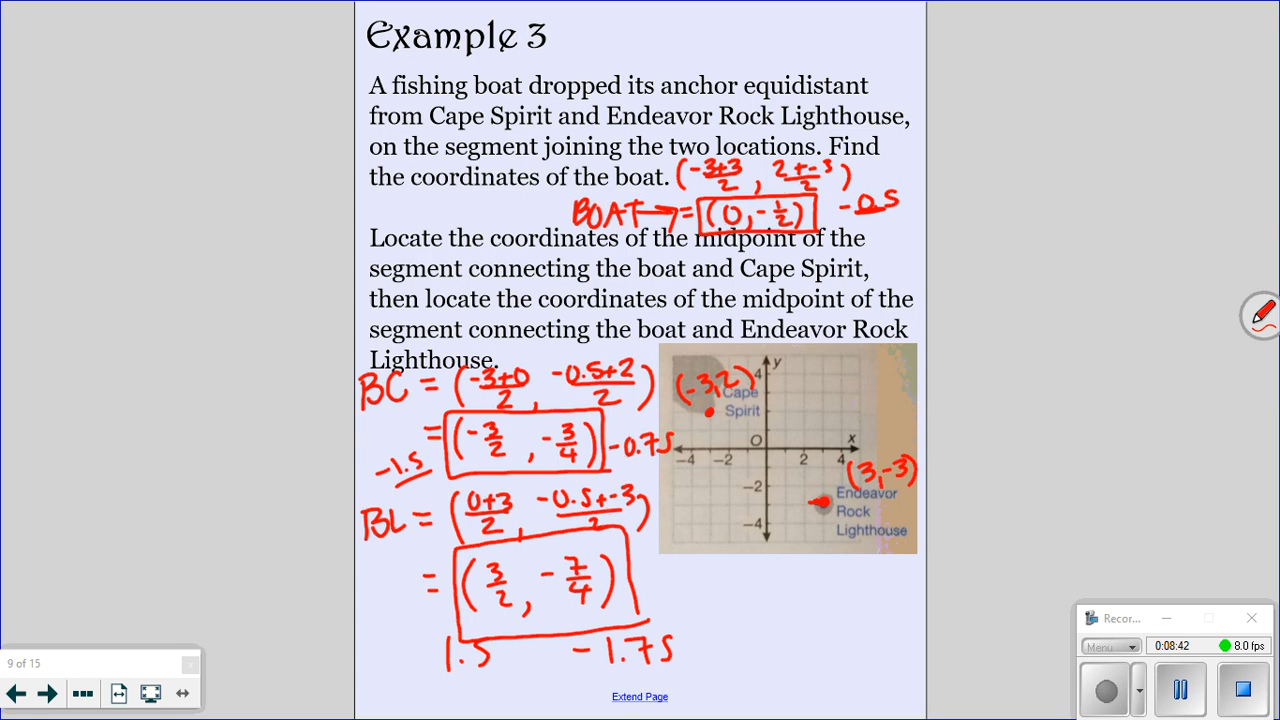 Example 3
A fishing boat dropped its anchor equidistant
from Cape Spirit and Endeavor Rock Lighthouse,
on the segment joining the two locations. Find
the coordinates of the boat. (-3+3/2, 2+-3/2)
BOAT→ = (0, -1/2) -0.5
Locate the coordinates of the midpoint of the
segment connecting the boat and Cape Spirit,
then locate the coordinates of the midpoint of the
segment connecting the boat and Endeavor Rock
Lighthouse.
BC = (-3+0/2, -0.5+2/2)
= (-3/2, -3/4) -0.75
-1.5
BL = (0+3/2, -0.5+-3/2)
= (3/2, -7/4)
1.5 -1.75
y
4
(-3,2)
Cape
Spirit
O
x
-4 -2 2 4
(3,-3)
-2
Endeavor
Rock
Lighthouse
-4
Extend Page
9 of 15
x
Recor...
Menu
0:08:42
8.0 fps